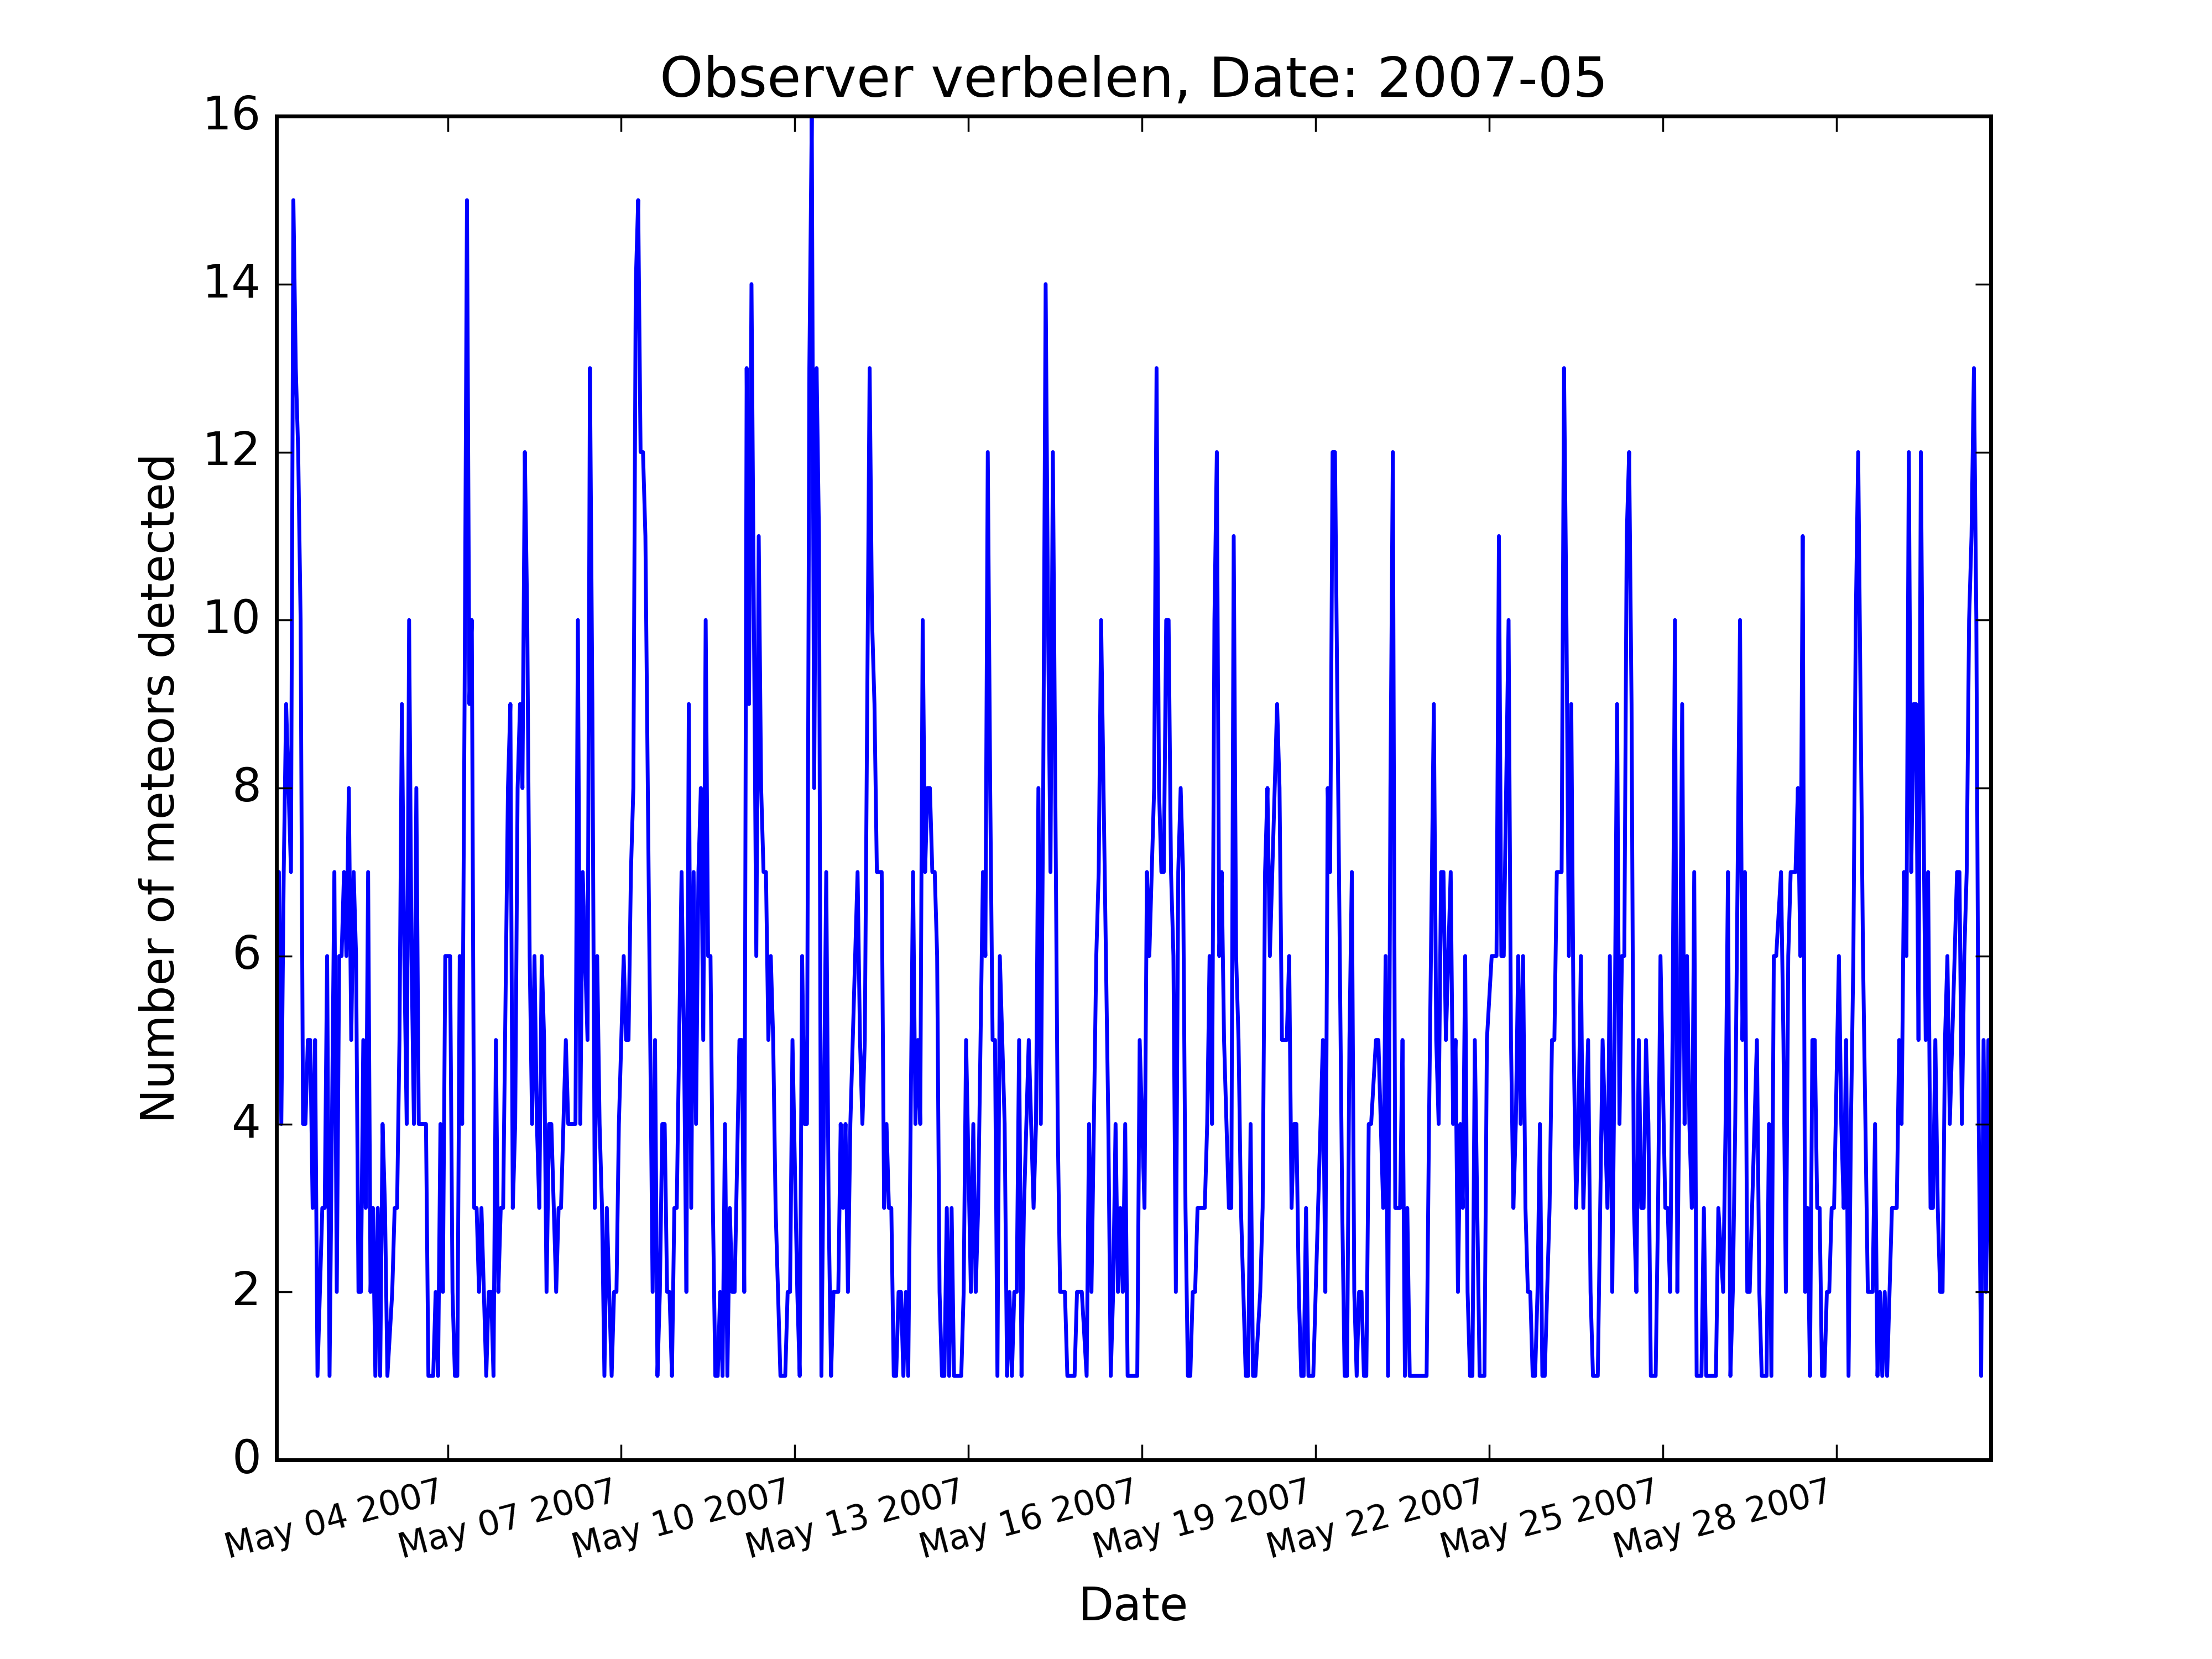 Observer verbelen, Date: 2007-05
16
14
12
10
8
6
4
2
0
Number of meteors detected
May 04 2007
May 07 2007
May 10 2007
May 13 2007
May 16 2007
May 19 2007
May 22 2007
May 25 2007
May 28 2007
Date